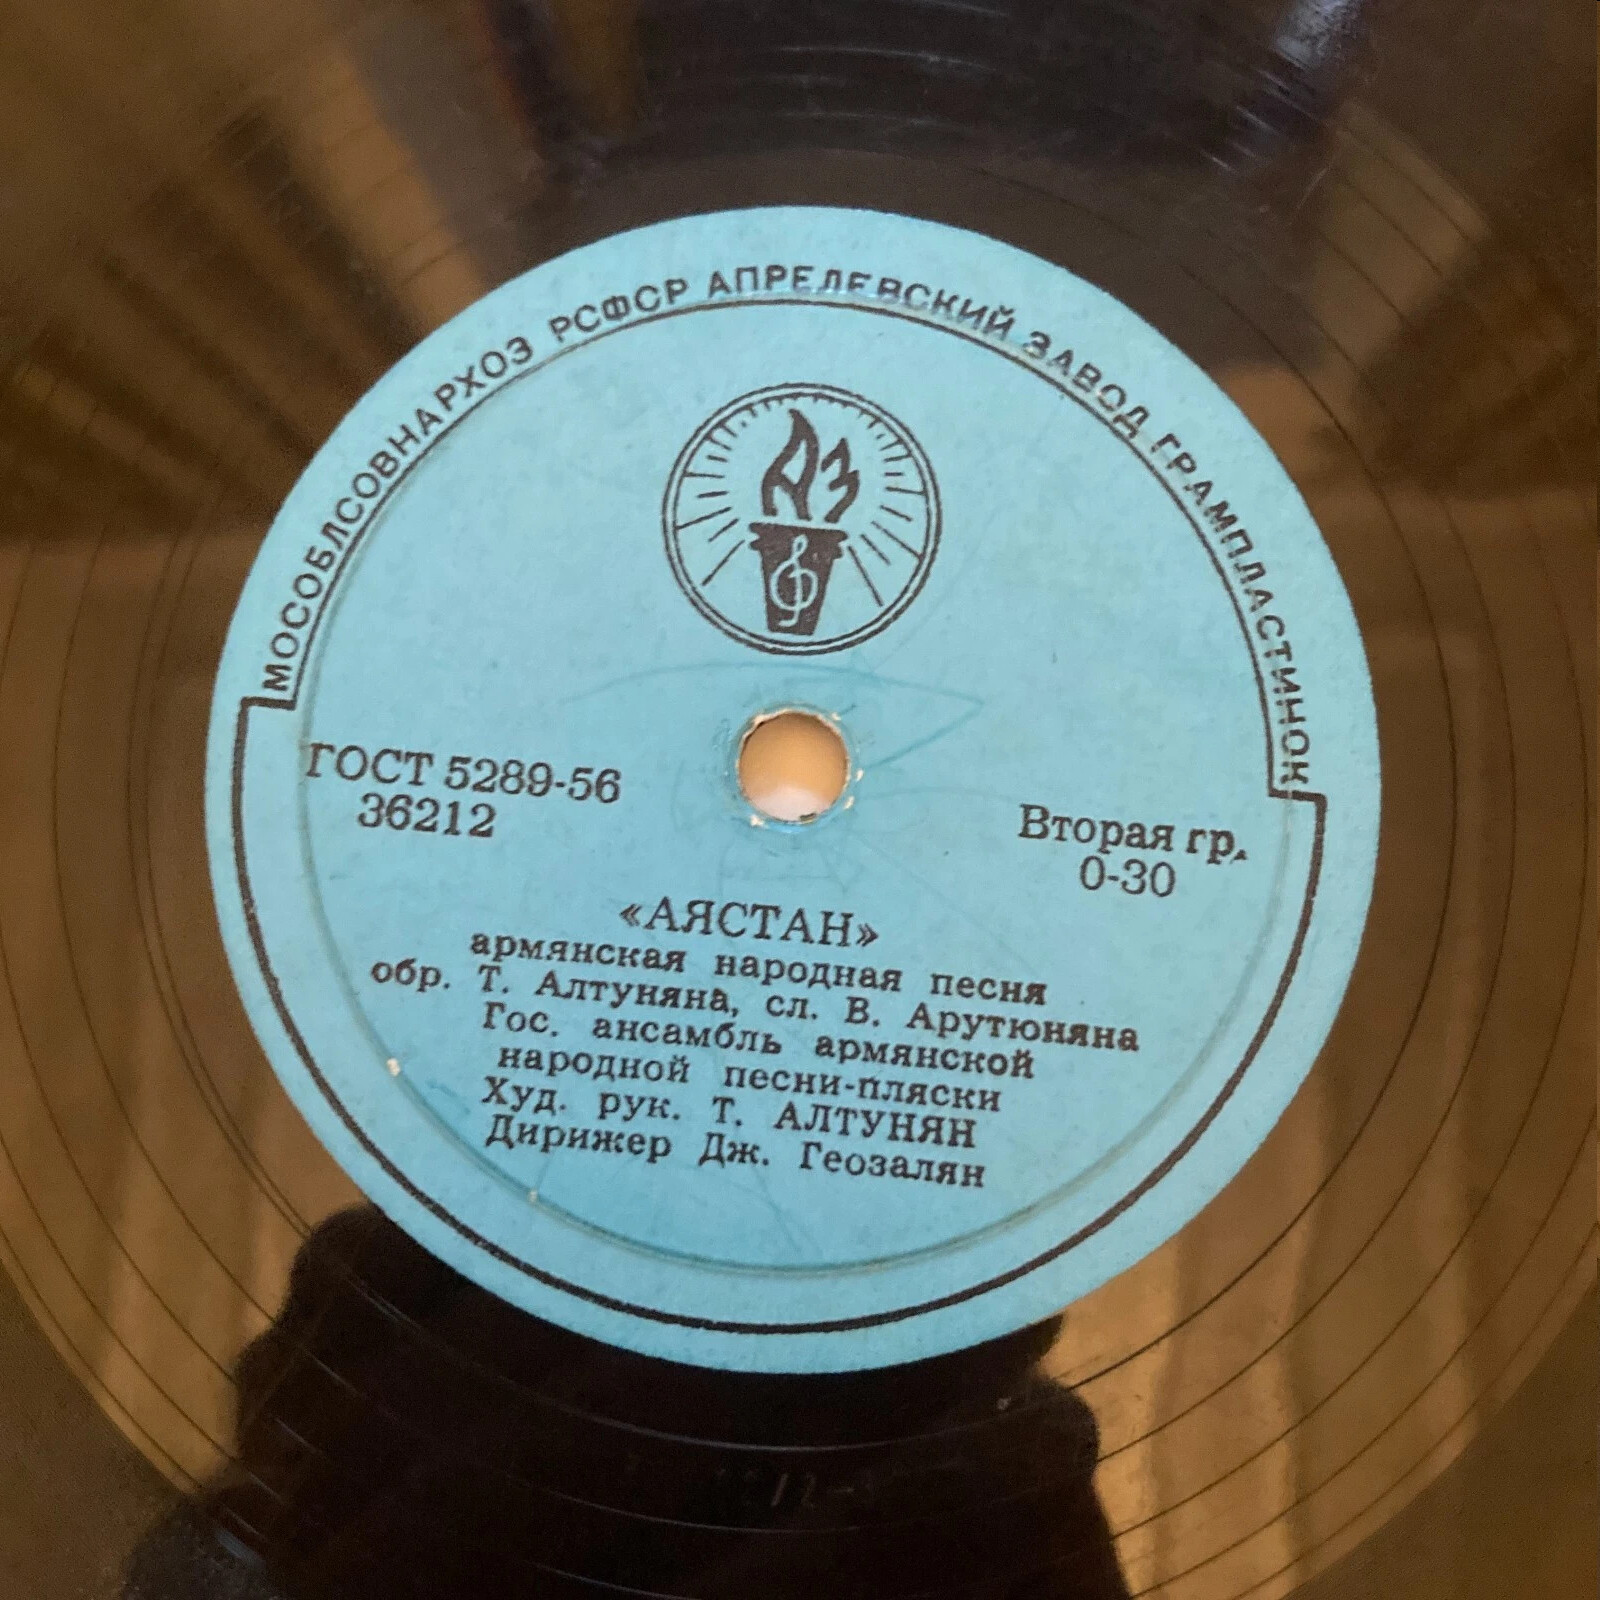 МОСОБЛСОВНАРХОЗ РСФСР АПРЕЛЕВСКИЙ ЗАВОД ГРАМПЛАСТИНОК
АЗ
ГОСТ 5289-56
36212
Вторая гр.
0-30
«АЯСТАН»
армянская народная песня
обр. Т. Алтуняна, сл. В. Арутюняна
Гос. ансамбль армянской
народной песни-пляски
Худ. рук. Т. АЛТУНЯН
Дирижер Дж. Геозалян